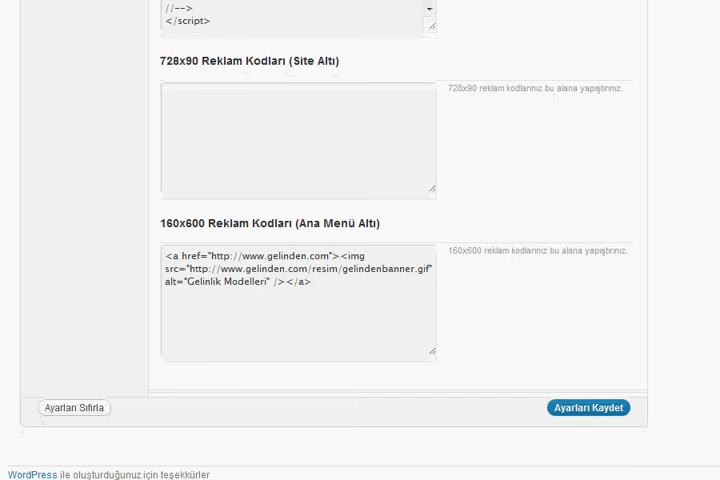 //-->
</script>
728x90 Reklam Kodları (Site Altı)
728x90 reklam kodlarınız bu alana yapıştırınız.
160x600 Reklam Kodları (Ana Menü Altı)
160x600 reklam kodlarınız bu alana yapıştırınız.
<a href="http://www.gelinden.com"><img
src="http://www.gelinden.com/resim/gelindenbanner.gif"
alt="Gelinlik Modelleri" /></a>
Ayarları Sıfırla
Ayarları Kaydet
WordPress ile oluşturduğunuz için teşekkürler